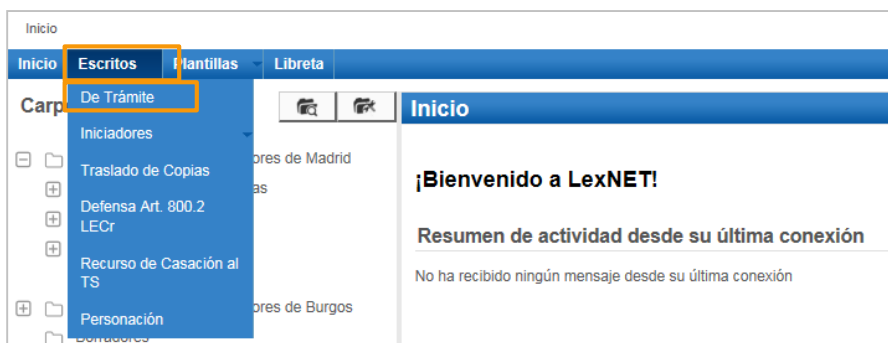 Inicio
Inicio Escritos Plantillas Libreta
Carp
De Trámite
Iniciadores
ores de Madrid
Traslado de Copias
as
Defensa Art. 800.2
LECr
Recurso de Casación al
TS
ores de Burgos
Personación
Inicio
¡Bienvenido a LexNET!
Resumen de actividad desde su última conexión
No ha recibido ningún mensaje desde su última conexión